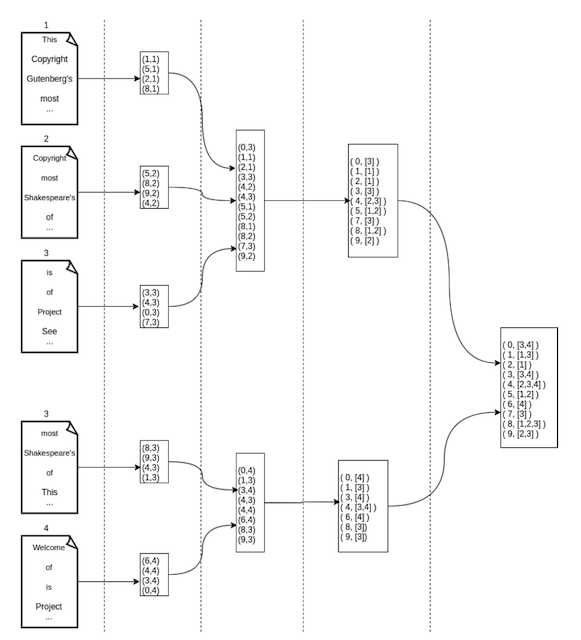 1
This
Copyright
Gutenberg's
most
...
(1,1)
(5,1)
(2,1)
(8,1)
2
Copyright
most
Shakespeare's
of
...
(5,2)
(8,2)
(9,2)
(4,2)
3
is
of
Project
See
...
(3,3)
(4,3)
(0,3)
(7,3)
(0,3)
(1,1)
(2,1)
(3,3)
(4,2)
(4,3)
(5,1)
(5,2)
(8,1)
(8,2)
(7,3)
(9,2)
( 0, [3] )
( 1, [1] )
( 2, [1] )
( 3, [3] )
( 4, [2,3] )
( 5, [1,2] )
( 7, [3] )
( 8, [1,2] )
( 9, [2] )
3
most
Shakespeare's
of
This
...
(8,3)
(9,3)
(4,3)
(1,3)
4
Welcome
of
is
Project
...
(6,4)
(4,4)
(3,4)
(0,4)
(0,4)
(1,3)
(3,4)
(4,3)
(4,4)
(6,4)
(8,3)
(9,3)
( 0, [4] )
( 1, [3] )
( 3, [4] )
( 4, [3,4] )
( 6, [4] )
( 8, [3])
( 9, [3])
( 0, [3,4] )
( 1, [1,3] )
( 2, [1] )
( 3, [3,4] )
( 4, [2,3,4] )
( 5, [1,2] )
( 6, [4] )
( 7, [3] )
( 8, [1,2,3] )
( 9, [2,3] )